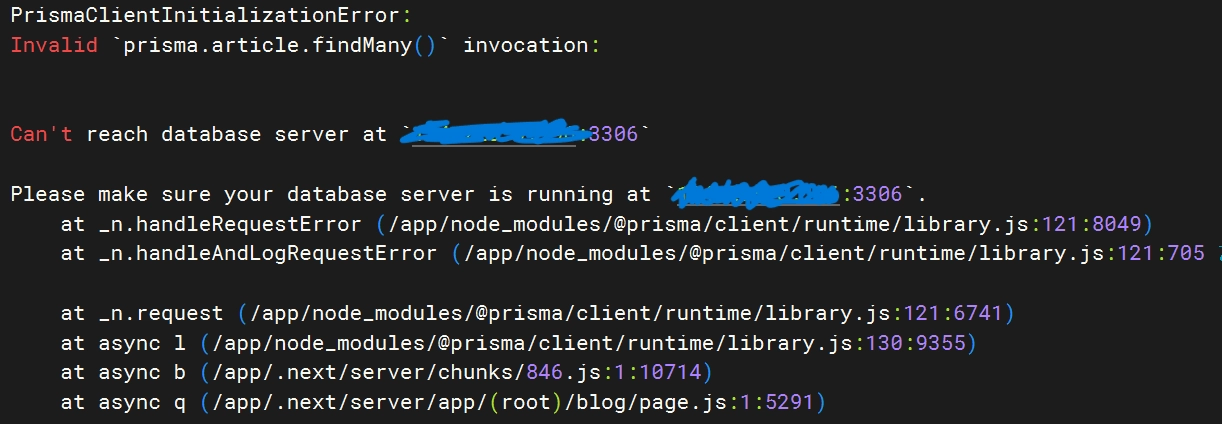 PrismaClientInitializationError:
Invalid `prisma.article.findMany()` invocation:
Can't reach database server at `:3306`
Please make sure your database server is running at `:3306`.
at _n.handleRequestError (/app/node_modules/@prisma/client/runtime/library.js:121:8049)
at _n.handleAndLogRequestError (/app/node_modules/@prisma/client/runtime/library.js:121:705
at _n.request (/app/node_modules/@prisma/client/runtime/library.js:121:6741)
at async l (/app/node_modules/@prisma/client/runtime/library.js:130:9355)
at async b (/app/.next/server/chunks/846.js:1:10714)
at async q (/app/.next/server/app/(root)/blog/page.js:1:5291)